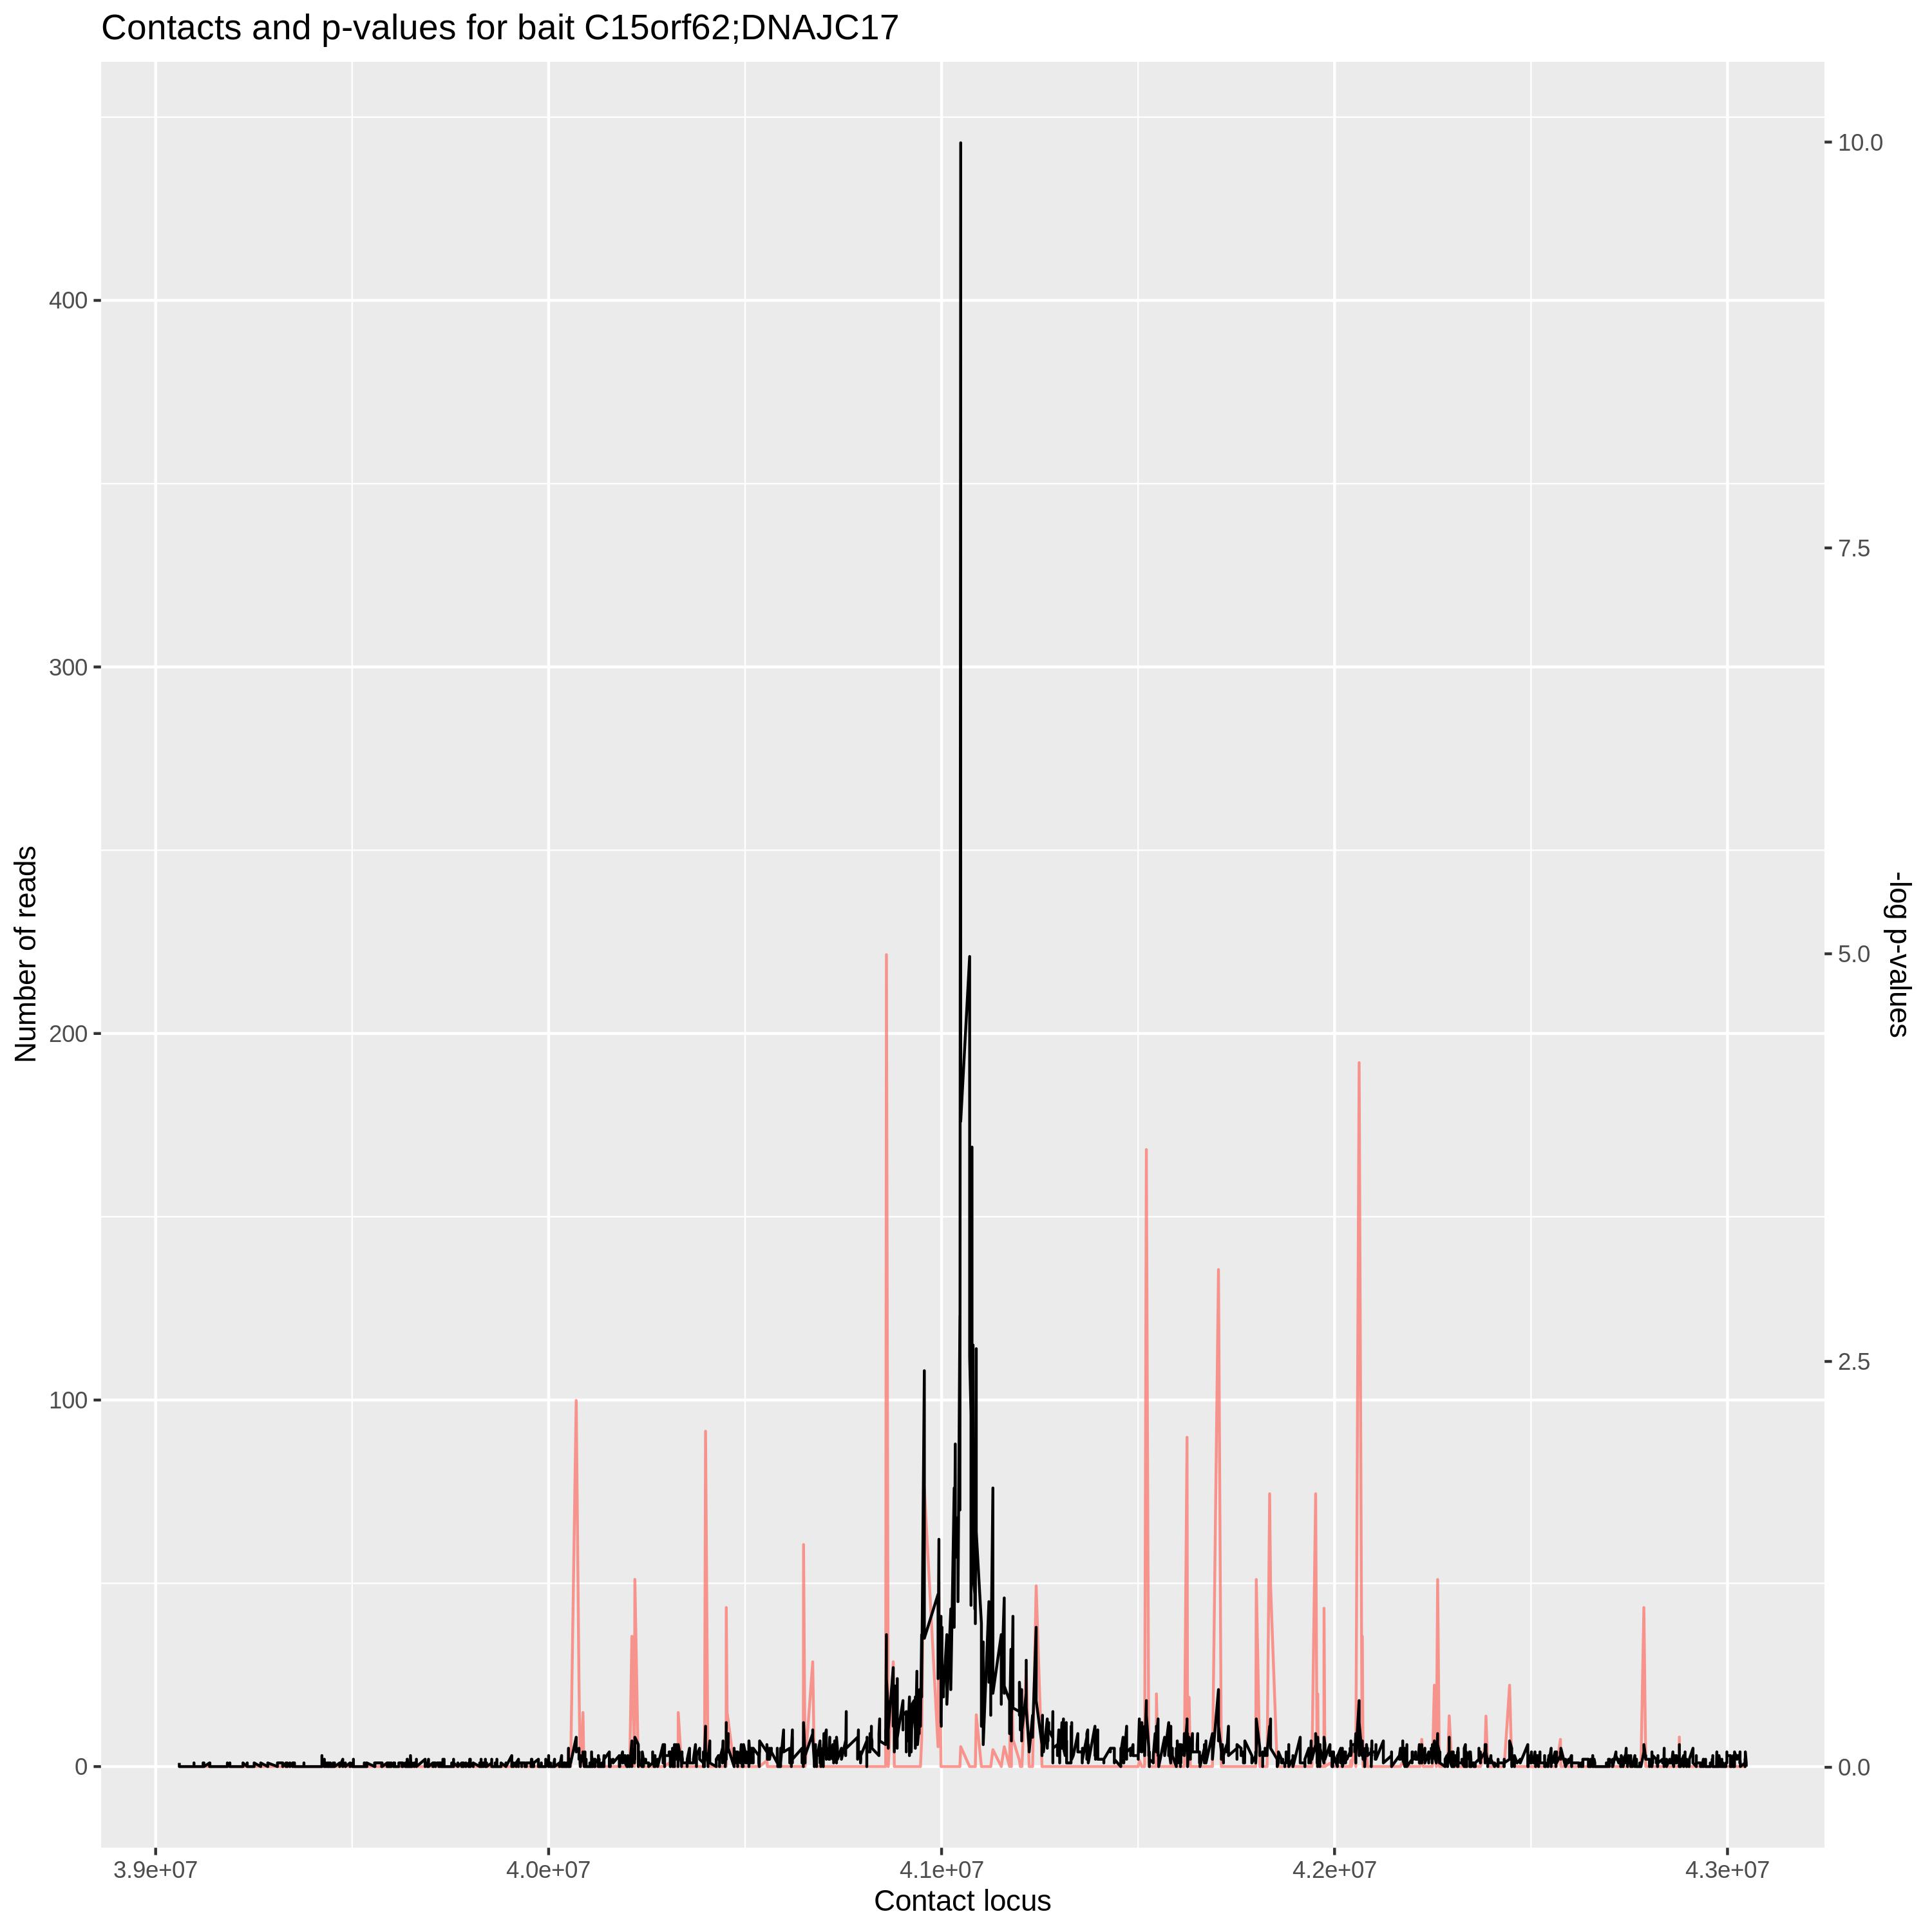 Contacts and p-values for bait C15orf62;DNAJC17
Number of reads
400
300
200
100
0
10.0
7.5
5.0
2.5
0.0
-log p-values
3.9e+07
4.0e+07
4.1e+07
4.2e+07
4.3e+07
Contact locus